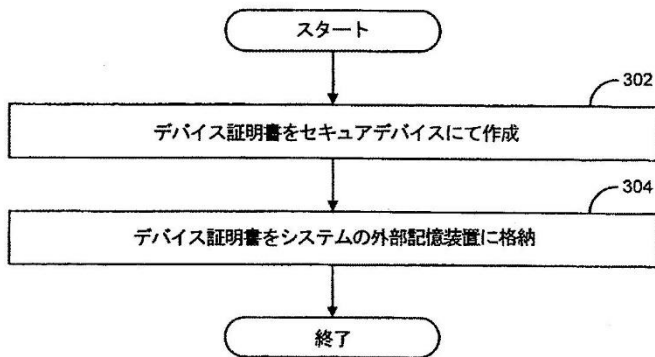 スタート
302
デバイス証明書をセキュアデバイスにて作成
304
デバイス証明書をシステムの外部記憶装置に格納
終了